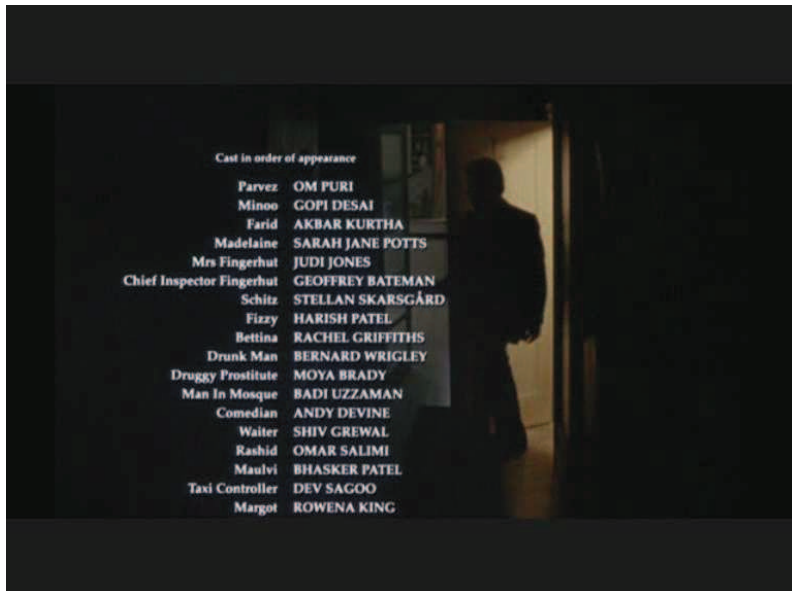 Cast in order of appearance
Parvez OM PURI
Minoo GOPI DESAI
Farid AKBAR KURTHA
Madelaine SARAH JANE POTTS
Mrs Fingerhut JUDI JONES
Chief Inspector Fingerhut GEOFFREY BATEMAN
Schitz STELLAN SKARSGÅRD
Fizzy HARISH PATEL
Bettina RACHEL GRIFFITHS
Drunk Man BERNARD WRIGLEY
Druggy Prostitute MOYA BRADY
Man In Mosque BADI UZZAMAN
Comedian ANDY DEVINE
Waiter SHIV GREWAL
Rashid OMAR SALIMI
Maulvi BHASKER PATEL
Taxi Controller DEV SAGOO
Margot ROWENA KING